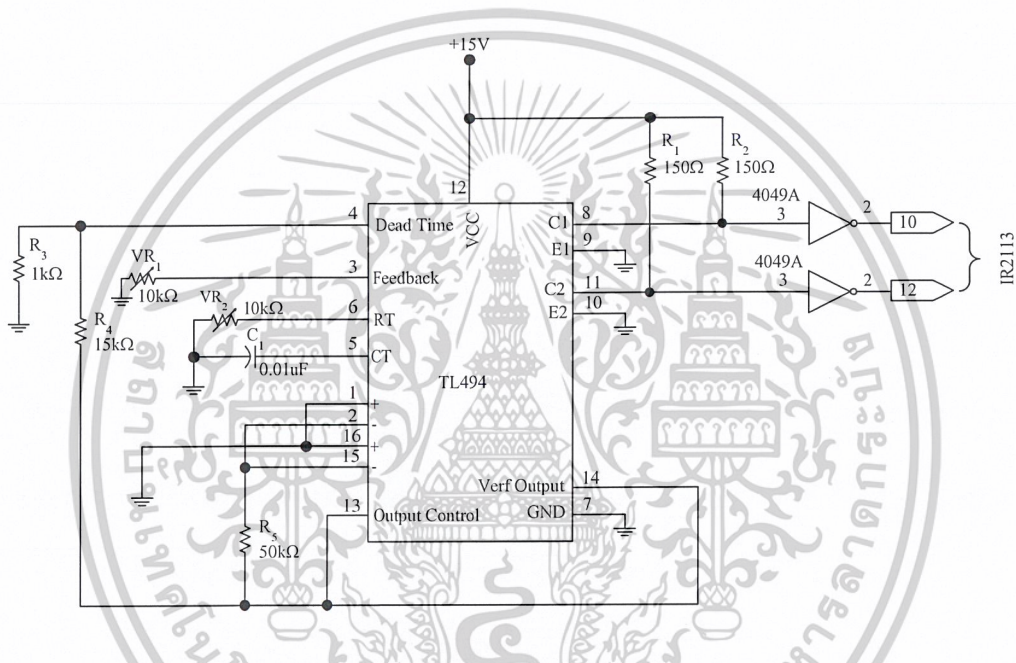 +15V
R1
150Ω
R2
150Ω
12
VCC
4049A
4
Dead Time
C1
8
3
2
10
R3
1kΩ
E1
9
VR1
10kΩ
3
Feedback
4049A
C2
11
3
2
12
IR2113
VR2
10kΩ
6
RT
E2
10
R4
15kΩ
C1
0.01uF
5
CT
TL494
1
+
2
-
16
+
15
-
Verf Output
14
13
Output Control
GND
7
R5
50kΩ